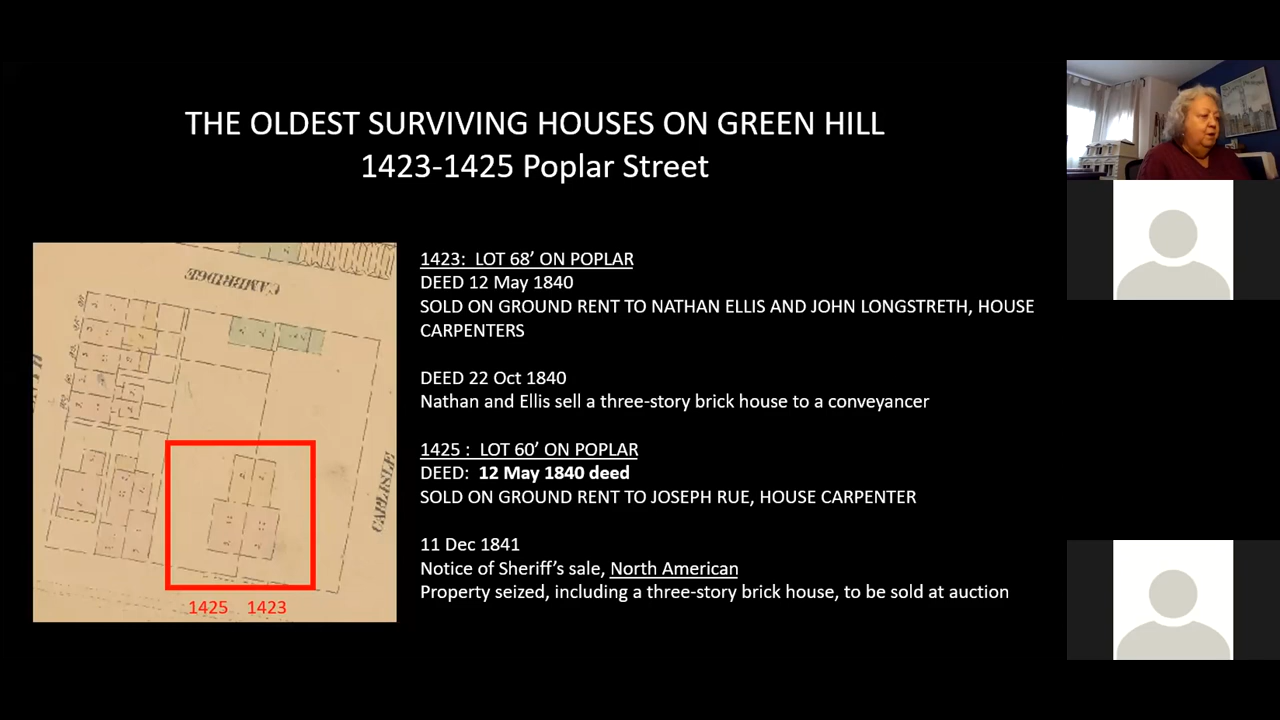 THE OLDEST SURVIVING HOUSES ON GREEN HILL
1423-1425 Poplar Street
CAMBRIDGE
CARLISLE
1425 1423
1423: LOT 68’ ON POPLAR
DEED 12 May 1840
SOLD ON GROUND RENT TO NATHAN ELLIS AND JOHN LONGSTRETH, HOUSE
CARPENTERS
DEED 22 Oct 1840
Nathan and Ellis sell a three-story brick house to a conveyancer
1425 : LOT 60’ ON POPLAR
DEED: 12 May 1840 deed
SOLD ON GROUND RENT TO JOSEPH RUE, HOUSE CARPENTER
11 Dec 1841
Notice of Sheriff’s sale, North American
Property seized, including a three-story brick house, to be sold at auction